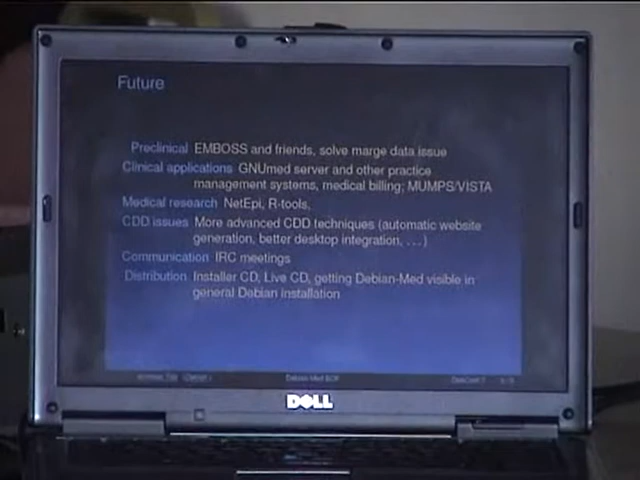 Future
Preclinical EMBOSS and friends, solve marge data issue
Clinical applications GNUmed server and other practice
management systems, medical billing; MUMPS/VISTA
Medical research NetEpi, R-tools,
CDD issues More advanced CDD techniques (automatic website
generation, better desktop integration, ...)
Communication IRC meetings
Distribution Installer CD, Live CD, getting Debian-Med visible in
general Debian installation
Debian-Med BOF
DELL